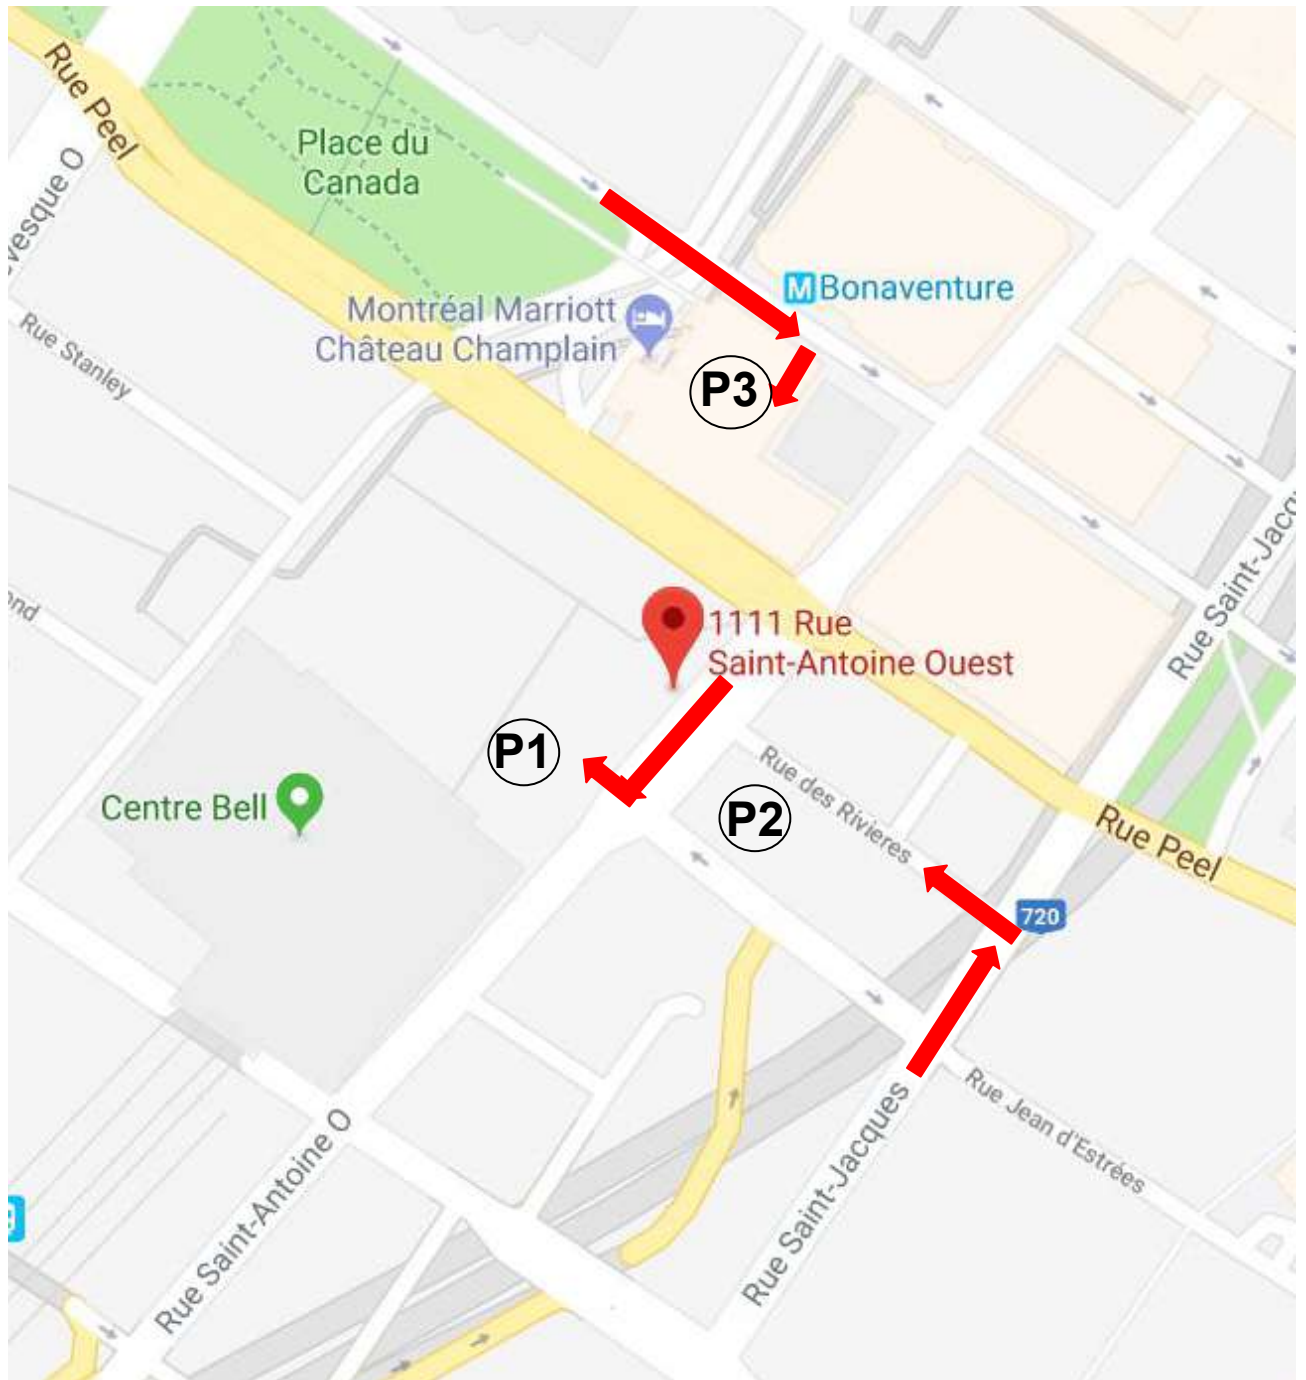 Rue Peel
Place du
Canada
vesque O
Montréal Marriott
Château Champlain
M Bonaventure
Rue Stanley
P3
Rue Saint-Jacq
ond
1111 Rue
Saint-Antoine Ouest
P1
Centre Bell
Rue des Rivieres
P2
Rue Peel
720
Rue Jean d'Estrées
Rue Saint-Jacques
Rue Saint-Antoine O